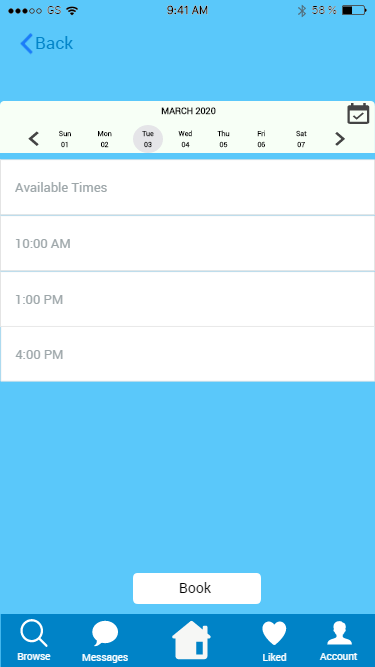 GS 9:41 AM 58 %
Back
MARCH 2020
Sun Mon Tue Wed Thu Fri Sat
01 02 03 04 05 06 07
Available Times
10:00 AM
1:00 PM
4:00 PM
Book
Browse Messages Liked Account